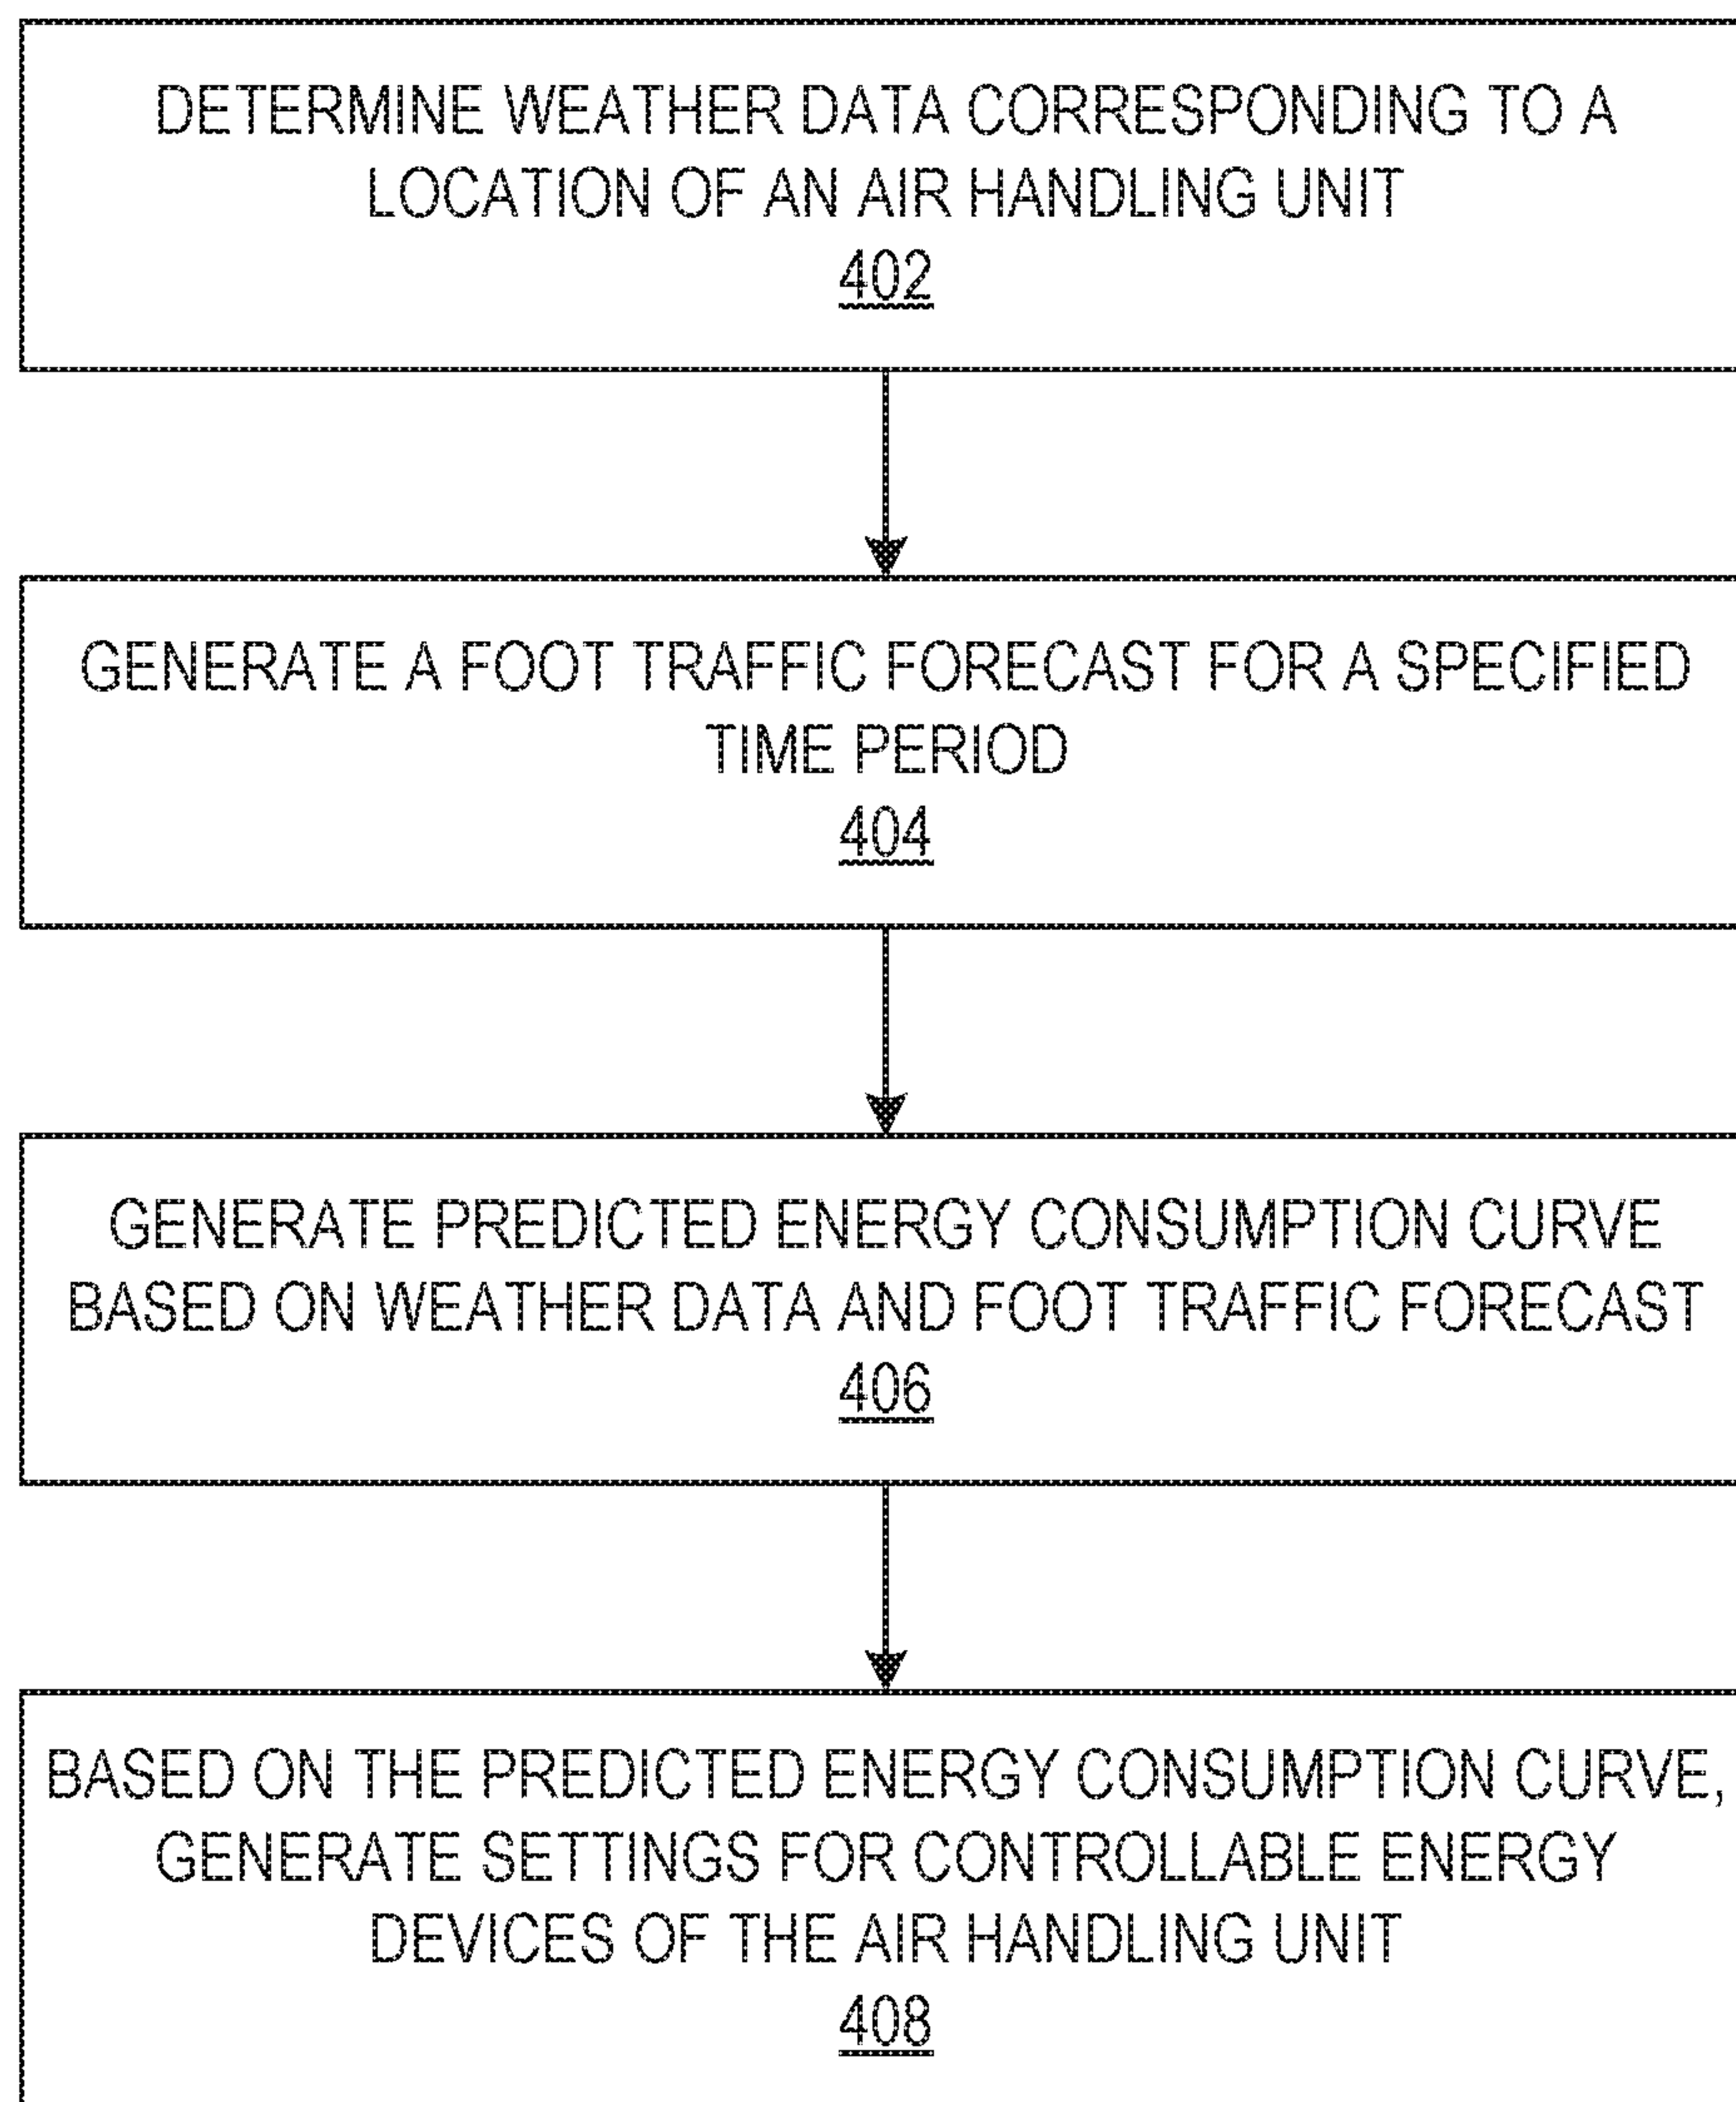 DETERMINE WEATHER DATA CORRESPONDING TO A
LOCATION OF AN AIR HANDLING UNIT
402
GENERATE A FOOT TRAFFIC FORECAST FOR A SPECIFIED
TIME PERIOD
404
GENERATE PREDICTED ENERGY CONSUMPTION CURVE
BASED ON WEATHER DATA AND FOOT TRAFFIC FORECAST
406
BASED ON THE PREDICTED ENERGY CONSUMPTION CURVE,
GENERATE SETTINGS FOR CONTROLLABLE ENERGY
DEVICES OF THE AIR HANDLING UNIT
408